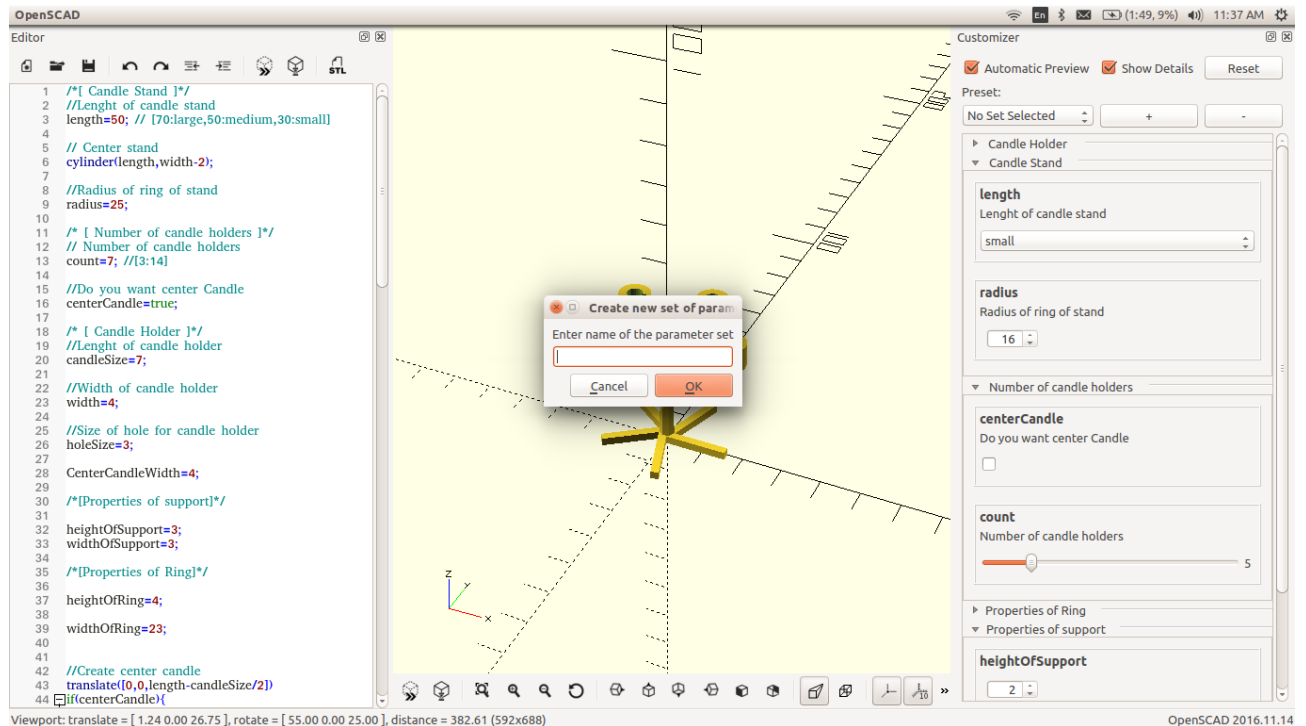 OpenSCAD
En (1:49, 9%) 11:37 AM
Editor
STL
1 /*[ Candle Stand ]*/
2 //Lenght of candle stand
3 length=50; // [70:large,50:medium,30:small]
4
5 // Center stand
6 cylinder(length,width-2);
7
8 //Radius of ring of stand
9 radius=25;
10
11 /* [ Number of candle holders ]*/
12 // Number of candle holders
13 count=7; //[3:14]
14
15 //Do you want center Candle
16 centerCandle=true;
17
18 /* [ Candle Holder ]*/
19 //Lenght of candle holder
20 candleSize=7;
21
22 //Width of candle holder
23 width=4;
24
25 //Size of hole for candle holder
26 holeSize=3;
27
28 CenterCandleWidth=4;
29
30 /*[Properties of support]*/
31
32 heightOfSupport=3;
33 widthOfSupport=3;
34
35 /*[Properties of Ring]*/
36
37 heightOfRing=4;
38
39 widthOfRing=23;
40
41
42 //Create center candle
43 translate([0,0,length-candleSize/2])
44 if(centerCandle){
Create new set of param
Enter name of the parameter set
Cancel OK
Z
Y
X
10
»
Customizer
Automatic Preview Show Details Reset
Preset:
No Set Selected + -
Candle Holder
Candle Stand
length
Lenght of candle stand
small
radius
Radius of ring of stand
16
Number of candle holders
centerCandle
Do you want center Candle
count
Number of candle holders
5
Properties of Ring
Properties of support
heightOfSupport
2
Viewport: translate = [ 1.24 0.00 26.75 ], rotate = [ 55.00 0.00 25.00 ], distance = 382.61 (592x688)
OpenSCAD 2016.11.14